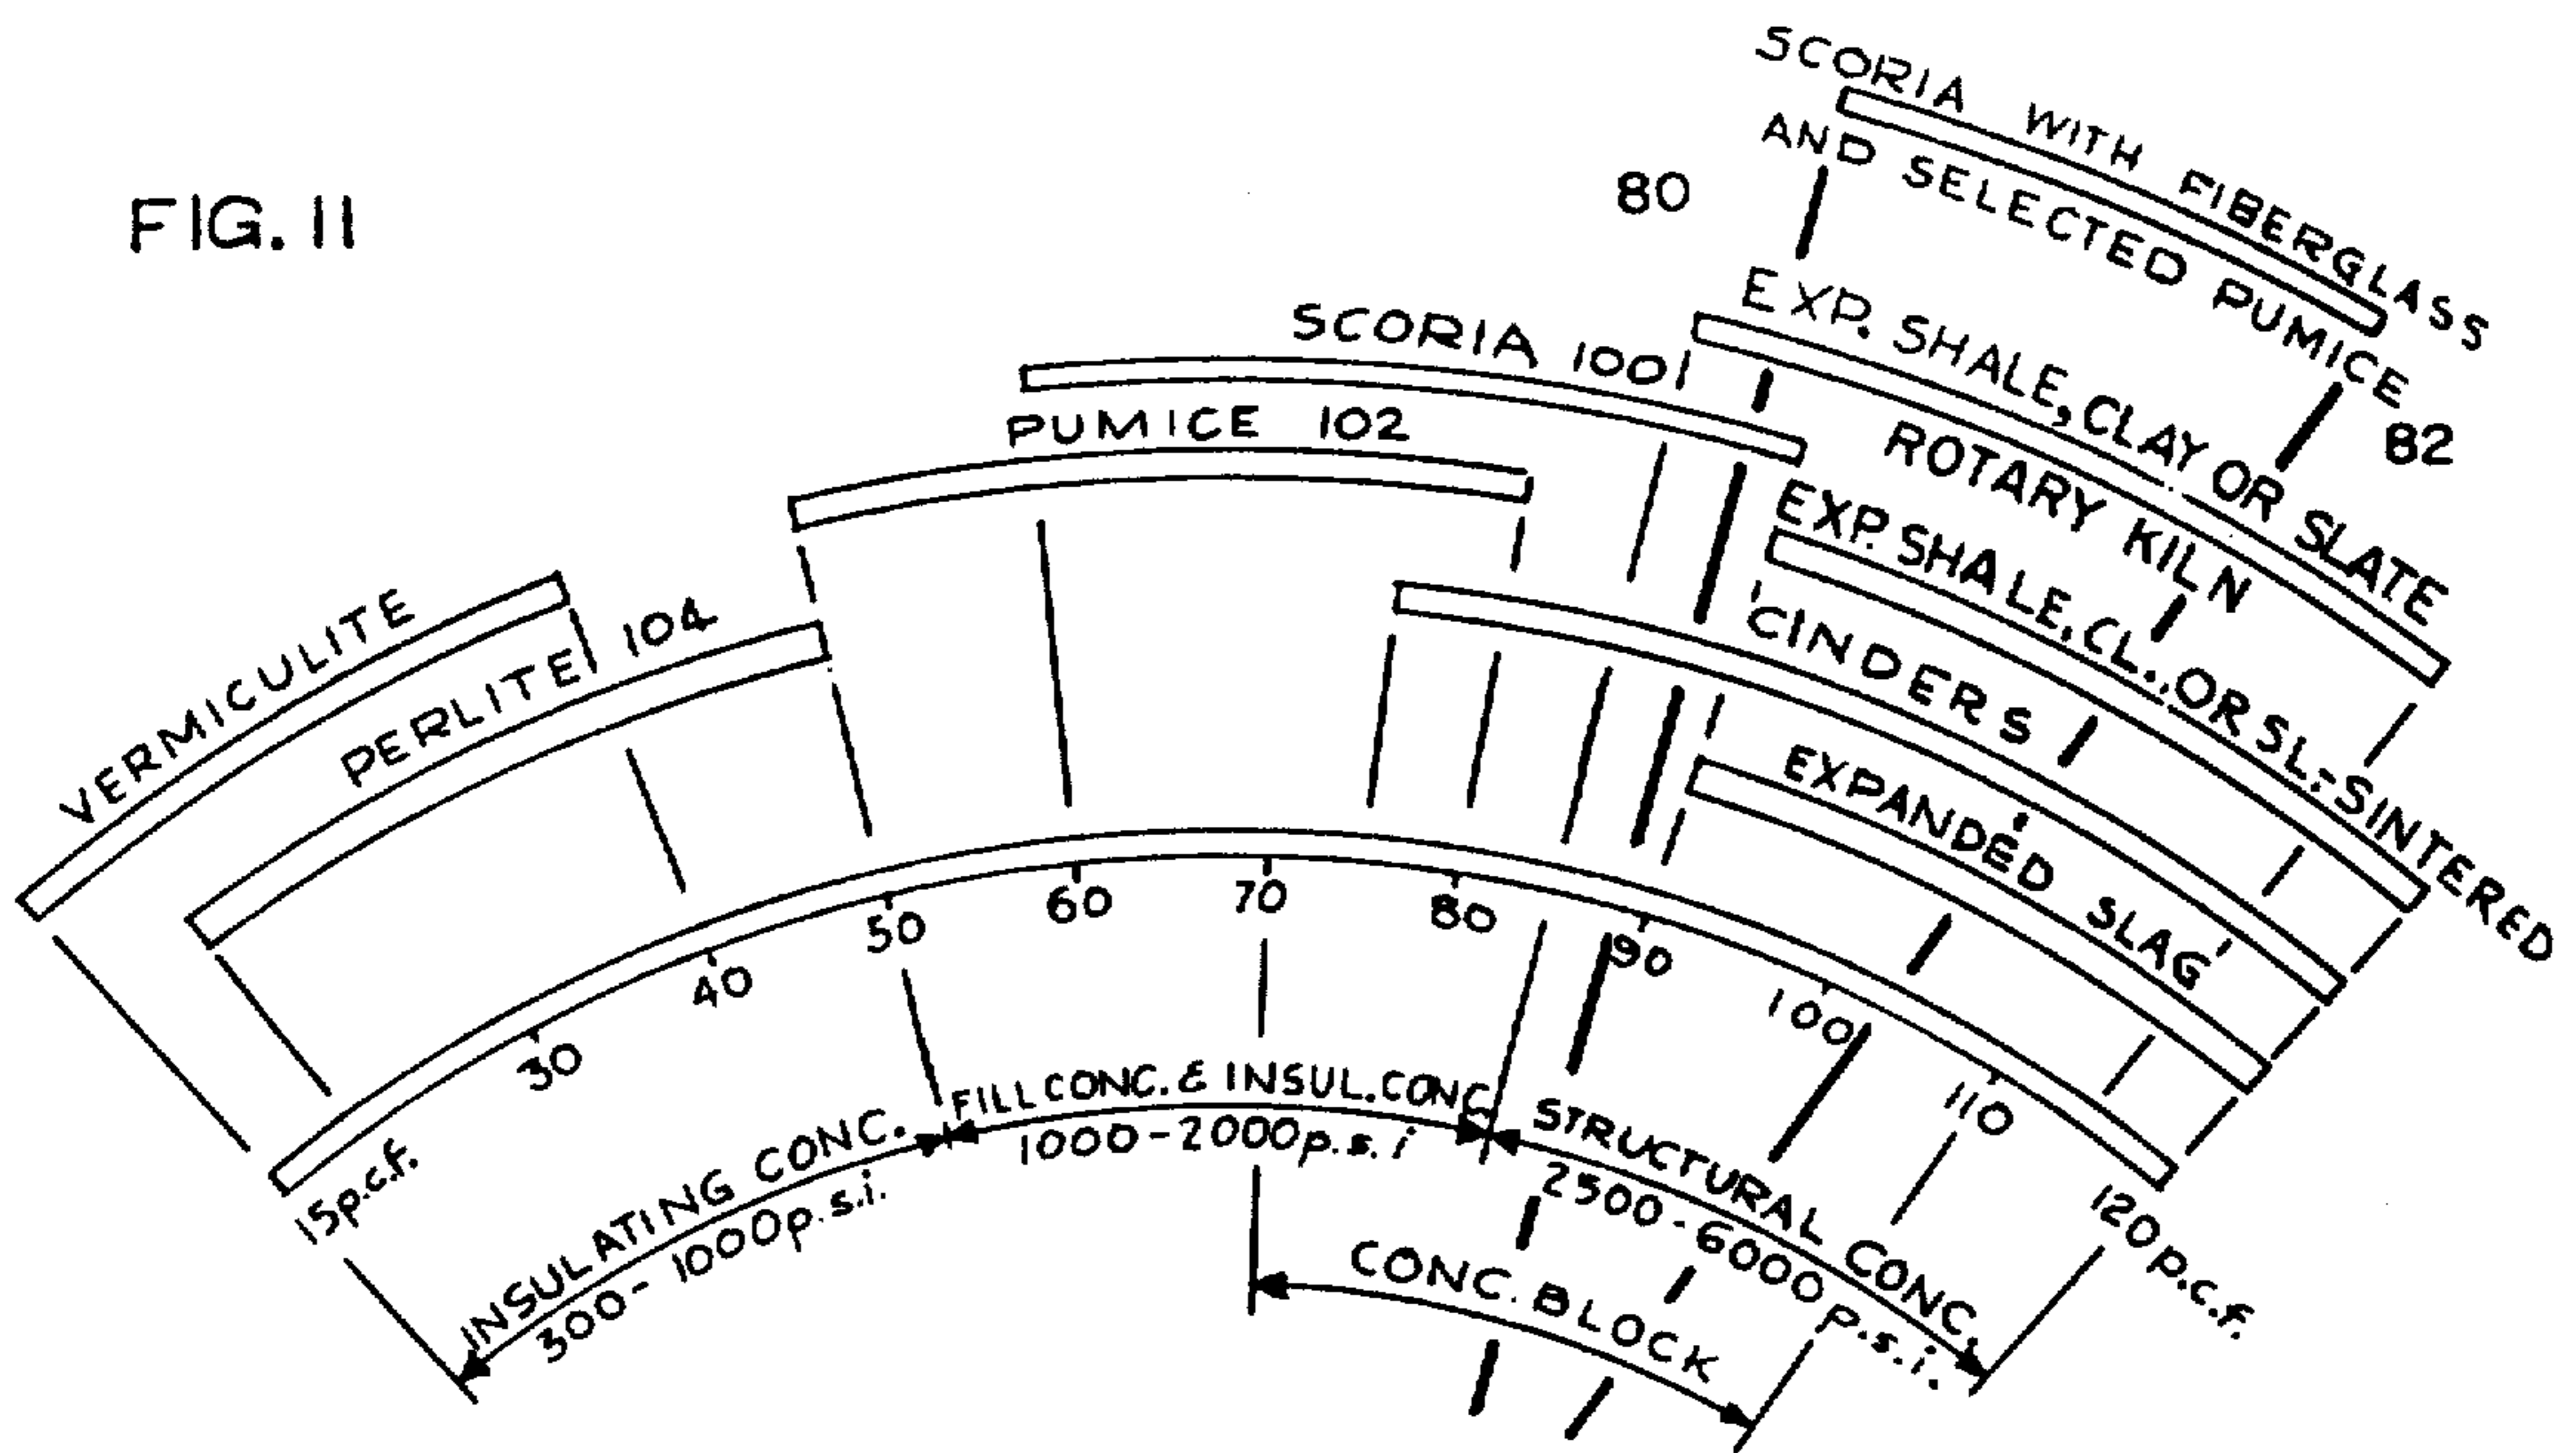 FIG. 11
SCORIA WITH FIBERGLASS
AND SELECTED PUMICE
80
82
EXP. SHALE, CLAY OR SLATE
ROTARY KILN
SCORIA 100
PUMICE 102
EXP. SHALE, CL.. OR SL.-SINTERED
CINDERS
EXPANDED SLAG
VERMICULITE
PERLITE 104
15p.c.f.
30
40
50
60
70
80
90
100
110
120p.c.f.
INSULATING CONC.
300-1000p.s.i.
FILL CONC. & INSUL. CONC.
1000-2000p.s.i
STRUCTURAL CONC.
2500-6000p.s.i.
CONC. BLOCK